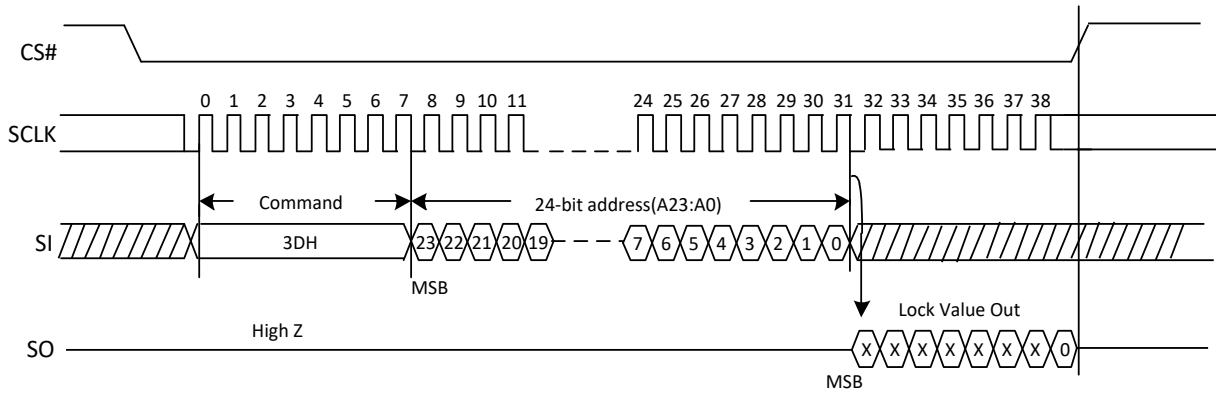 CS#
0 1 2 3 4 5 6 7 8 9 10 11 24 25 26 27 28 29 30 31 32 33 34 35 36 37 38
SCLK
Command 24-bit address(A23:A0)
SI 3DH 23 22 21 20 19 7 6 5 4 3 2 1 0
MSB
Lock Value Out
High Z
SO X X X X X X X 0
MSB